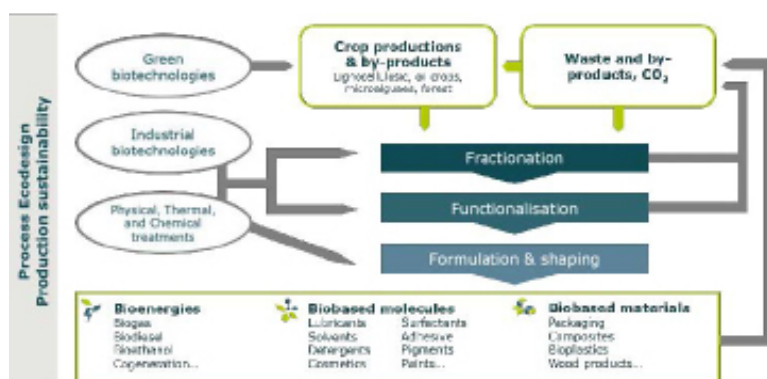 Process Ecodesign
Production sustainability
Green
biotechnologies
Crop productions
& by-products
Lignocellulosic, oil crops,
microalguaes, forest
Waste and by-
products, CO₂
Industrial
biotechnologies
Fractionation
Functionalisation
Physical, Thermal,
and Chemical
treatments
Formulation & shaping
Bioenergies
Biogas
Biodiesel
Bioethanol
Cogeneration...
Biobased molecules
Lubricants
Solvents
Detergents
Cosmetics
Surfactants
Adhesive
Pigments
Paints...
Biobased materials
Packaging
Composites
Bioplastics
Wood products...